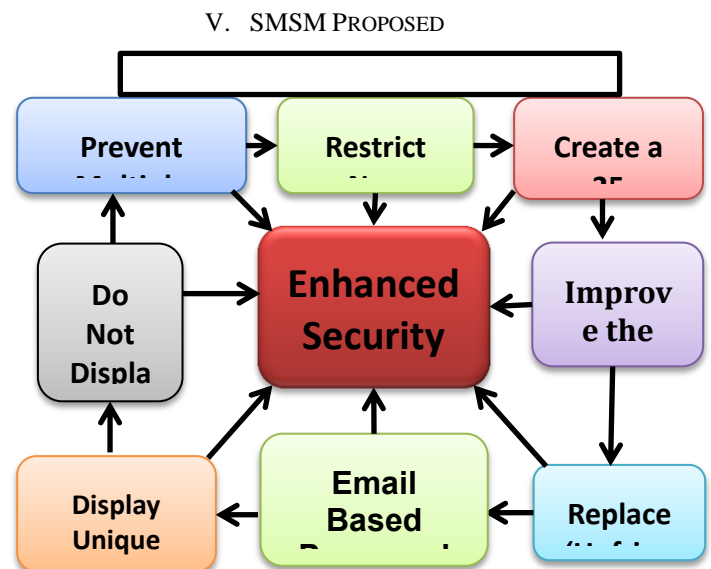 V. SMSM PROPOSED
Prevent
Restrict
Create a
Enhanced
Security
Do
Not
Displa
Improv
e the
Display
Unique
Email
Based
Replace